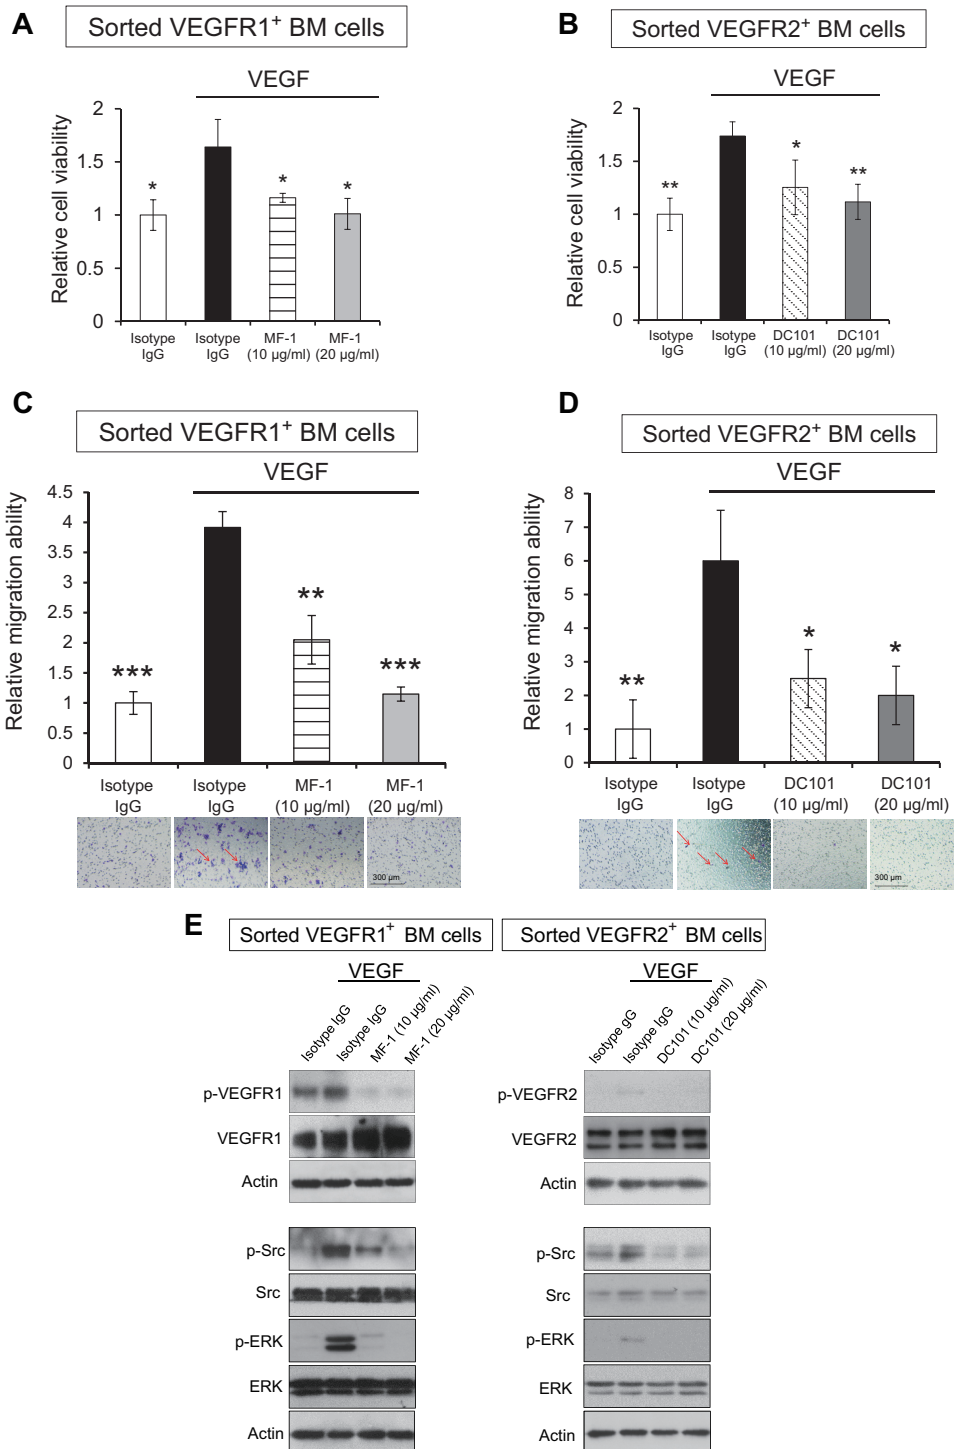 A
Sorted VEGFR1+ BM cells
VEGF
Relative cell viability
2
1.5
1
0.5
0
*
*
*
Isotype IgG
Isotype IgG
MF-1 (10 µg/ml)
MF-1 (20 µg/ml)
B
Sorted VEGFR2+ BM cells
VEGF
Relative cell viability
2
1.5
1
0.5
0
**
*
**
Isotype IgG
Isotype IgG
DC101 (10 µg/ml)
DC101 (20 µg/ml)
C
Sorted VEGFR1+ BM cells
VEGF
Relative migration ability
4.5
4
3.5
3
2.5
2
1.5
1
0.5
0
***
**
***
Isotype IgG
Isotype IgG
MF-1 (10 µg/ml)
MF-1 (20 µg/ml)
300 µm
D
Sorted VEGFR2+ BM cells
VEGF
Relative migration ability
8
7
6
5
4
3
2
1
0
**
*
*
Isotype IgG
Isotype IgG
DC101 (10 µg/ml)
DC101 (20 µg/ml)
300 µm
E
Sorted VEGFR1+ BM cells
VEGF
Isotype IgG
Isotype IgG
MF-1 (10 µg/ml)
MF-1 (20 µg/ml)
p-VEGFR1
VEGFR1
Actin
p-Src
Src
p-ERK
ERK
Actin
Sorted VEGFR2+ BM cells
VEGF
Isotype gG
Isotype IgG
DC101 (10 µg/ml)
DC101 (20 µg/ml)
p-VEGFR2
VEGFR2
Actin
p-Src
Src
p-ERK
ERK
Actin